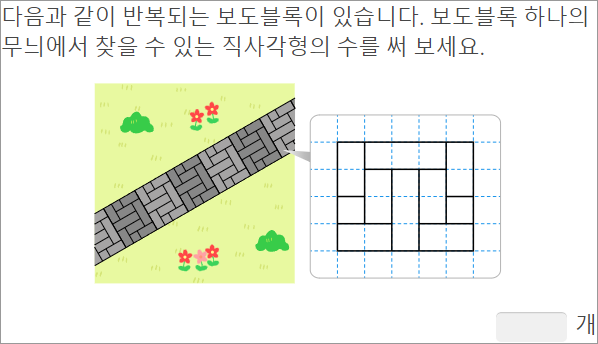 다음과 같이 반복되는 보도블록이 있습니다. 보도블록 하나의
무늬에서 찾을 수 있는 직사각형의 수를 써 보세요.
개